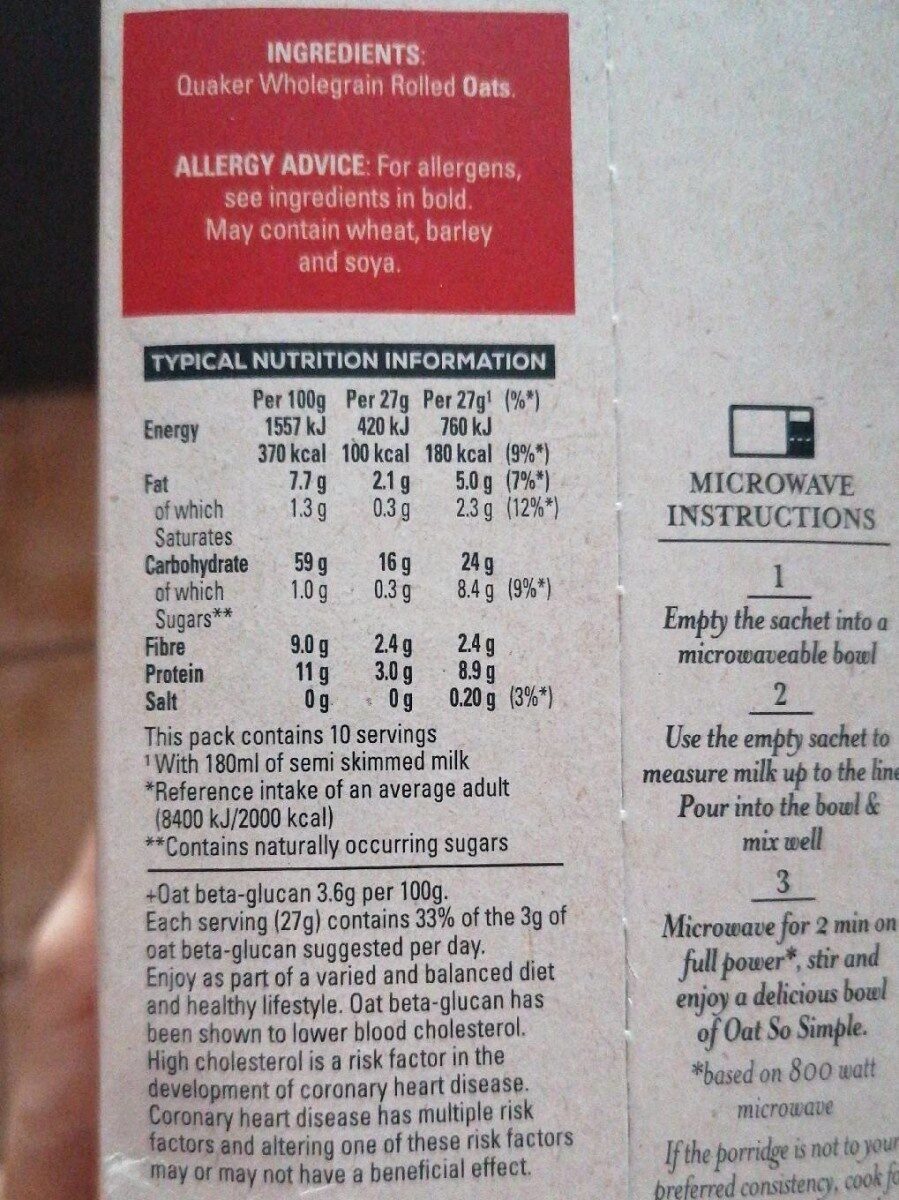 INGREDIENTS:
Quaker Wholegrain Rolled Oats.
ALLERGY ADVICE: For allergens,
see ingredients in bold.
May contain wheat, barley
and soya.
TYPICAL NUTRITION INFORMATION
Per 100g Per 27g Per 27g¹ (%*)
Energy 1557 kJ 420 kJ 760 kJ
370 kcal 100 kcal 180 kcal (9%*)
Fat 7.7 g 2.1 g 5.0 g (7%*)
of which 1.3 g 0.3 g 2.3 g (12%*)
Saturates
Carbohydrate 59 g 16 g 24 g
of which 1.0 g 0.3 g 8.4 g (9%*)
Sugars**
Fibre 9.0 g 2.4 g 2.4 g
Protein 11 g 3.0 g 8.9 g
Salt 0 g 0 g 0.20 g (3%*)
This pack contains 10 servings
¹With 180ml of semi skimmed milk
*Reference intake of an average adult
(8400 kJ/2000 kcal)
**Contains naturally occurring sugars
+Oat beta-glucan 3.6g per 100g.
Each serving (27g) contains 33% of the 3g of
oat beta-glucan suggested per day.
Enjoy as part of a varied and balanced diet
and healthy lifestyle. Oat beta-glucan has
been shown to lower blood cholesterol.
High cholesterol is a risk factor in the
development of coronary heart disease.
Coronary heart disease has multiple risk
factors and altering one of these risk factors
may or may not have a beneficial effect.
MICROWAVE
INSTRUCTIONS
1
Empty the sachet into a
microwaveable bowl
2
Use the empty sachet to
measure milk up to the line
Pour into the bowl &
mix well
3
Microwave for 2 min on
full power*, stir and
enjoy a delicious bowl
of Oat So Simple.
*based on 800 watt
microwave
If the porridge is not to your
preferred consistency, cook